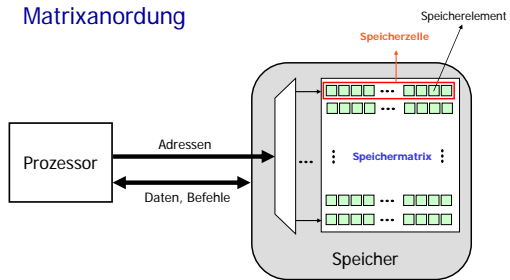 Matrixanordung
Speicherelement
Speicherzelle
Prozessor
Adressen
Daten, Befehle
Speichermatrix
Speicher